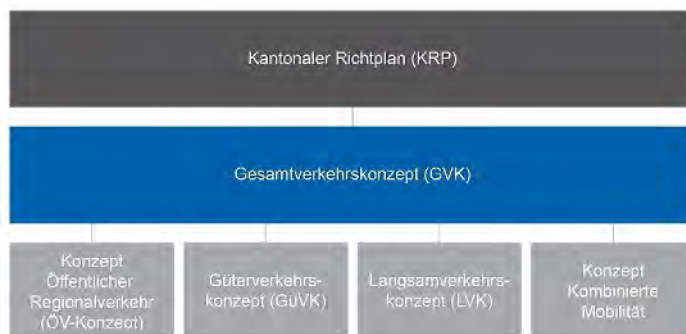 Kantonaler Richtplan (KRP)
Gesamtverkehrskonzept (GVK)
Konzept
Öffentlicher
Regionalverkehr
(ÖV-Konzept)
Güterverkehrs-
konzept (GüVK)
Langsamverkehrs-
konzept (LVK)
Konzept
Kombinierte
Mobilität